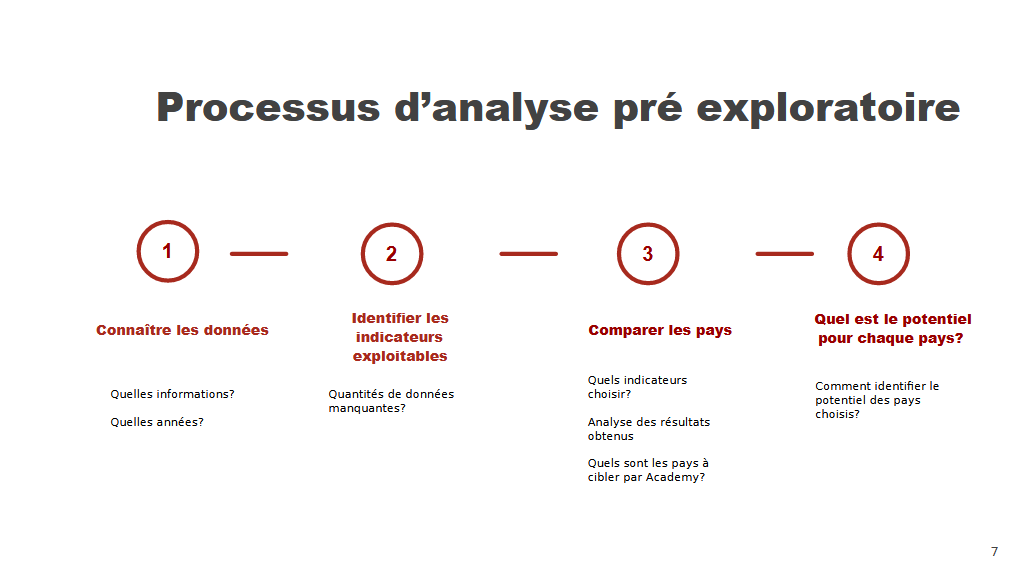 Processus d’analyse pré exploratoire
1
Connaître les données
Quelles informations?
Quelles années?
2
Identifier les
indicateurs
exploitables
Quantités de données
manquantes?
3
Comparer les pays
Quels indicateurs
choisir?
Analyse des résultats
obtenus
Quels sont les pays à
cibler par Academy?
4
Quel est le potentiel
pour chaque pays?
Comment identifier le
potentiel des pays
choisis?
7